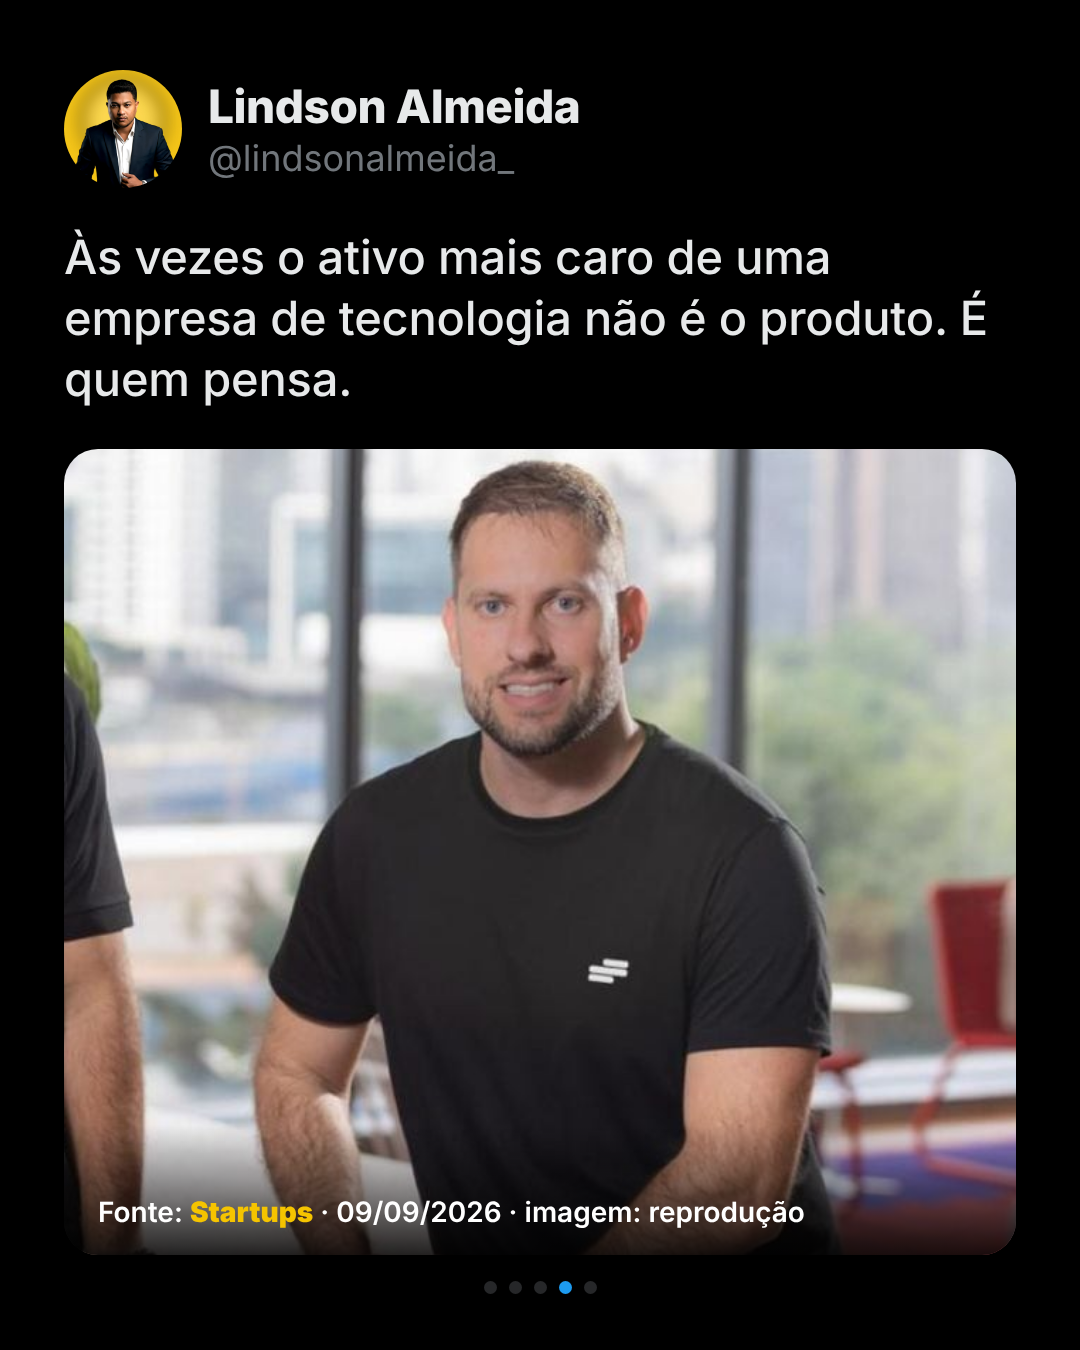 Lindson Almeida
@lindsonalmeida_
Às vezes o ativo mais caro de uma
empresa de tecnologia não é o produto. É
quem pensa.
Fonte: Startups · 09/09/2026 · imagem: reprodução